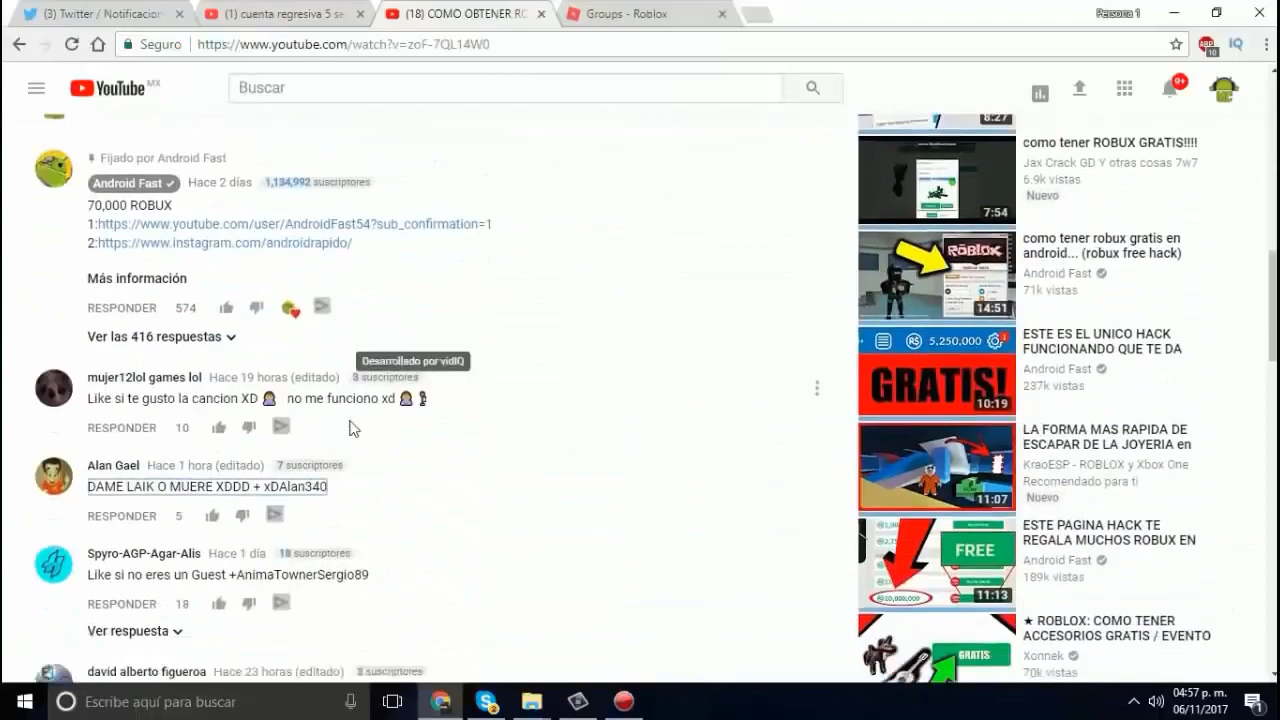 (3) Twitter / Notificacion
(1) cuenta regresiva 5 se
(18) COMO OBTENER RO
Groups - Roblox
Persona 1
Seguro
https://www.youtube.com/watch?v=zoF-7QL14W0
ABP
10
IQ
YouTube MX
Buscar
9+
Fijado por Android Fast
Android Fast Hace 2 días 1,134,992 suscriptores
70,000 ROBUX
1:https://www.youtube.com/user/AndroidFast54?sub_confirmation=1
2:https://www.instagram.com/androidrapido/
Más información
RESPONDER 574
Ver las 416 respuestas
Desarrollado por vidIQ
mujer12lol games lol Hace 19 horas (editado) 3 suscriptores
Like si te gusto la cancion XD no me funciono xd
RESPONDER 10
Alan Gael Hace 1 hora (editado) 7 suscriptores
DAME LAIK O MUERE XDDD + xDAlan340
RESPONDER 5
Spyro-AGP-Agar-Alis Hace 1 día 18 suscriptores
Like si no eres un Guest +AnimaTownerSergio89
RESPONDER 13
Ver respuesta
david alberto figueroa Hace 23 horas (editado) suscriptores
8:27
7:54
como tener ROBUX GRATIS!!!!
Jax Crack GD Y otras cosas 7w7
6.9k vistas
Nuevo
ROBLOX
14:51
como tener robux gratis en
android... (robux free hack)
Android Fast
71k vistas
R$ 5,250,000
GRATIS!
10:19
ESTE ES EL UNICO HACK
FUNCIONANDO QUE TE DA
Android Fast
237k vistas
11:07
LA FORMA MAS RAPIDA DE
ESCAPAR DE LA JOYERIA en
KraoESP - ROBLOX y Xbox One
Recomendado para ti
Nuevo
FREE
10,000,000
11:13
ESTE PAGINA HACK TE
REGALA MUCHOS ROBUX EN
Android Fast
189k vistas
GRATIS
★ ROBLOX: COMO TENER
ACCESORIOS GRATIS / EVENTO
Xonnek
70k vistas
Escribe aquí para buscar
04:57 p. m.
06/11/2017